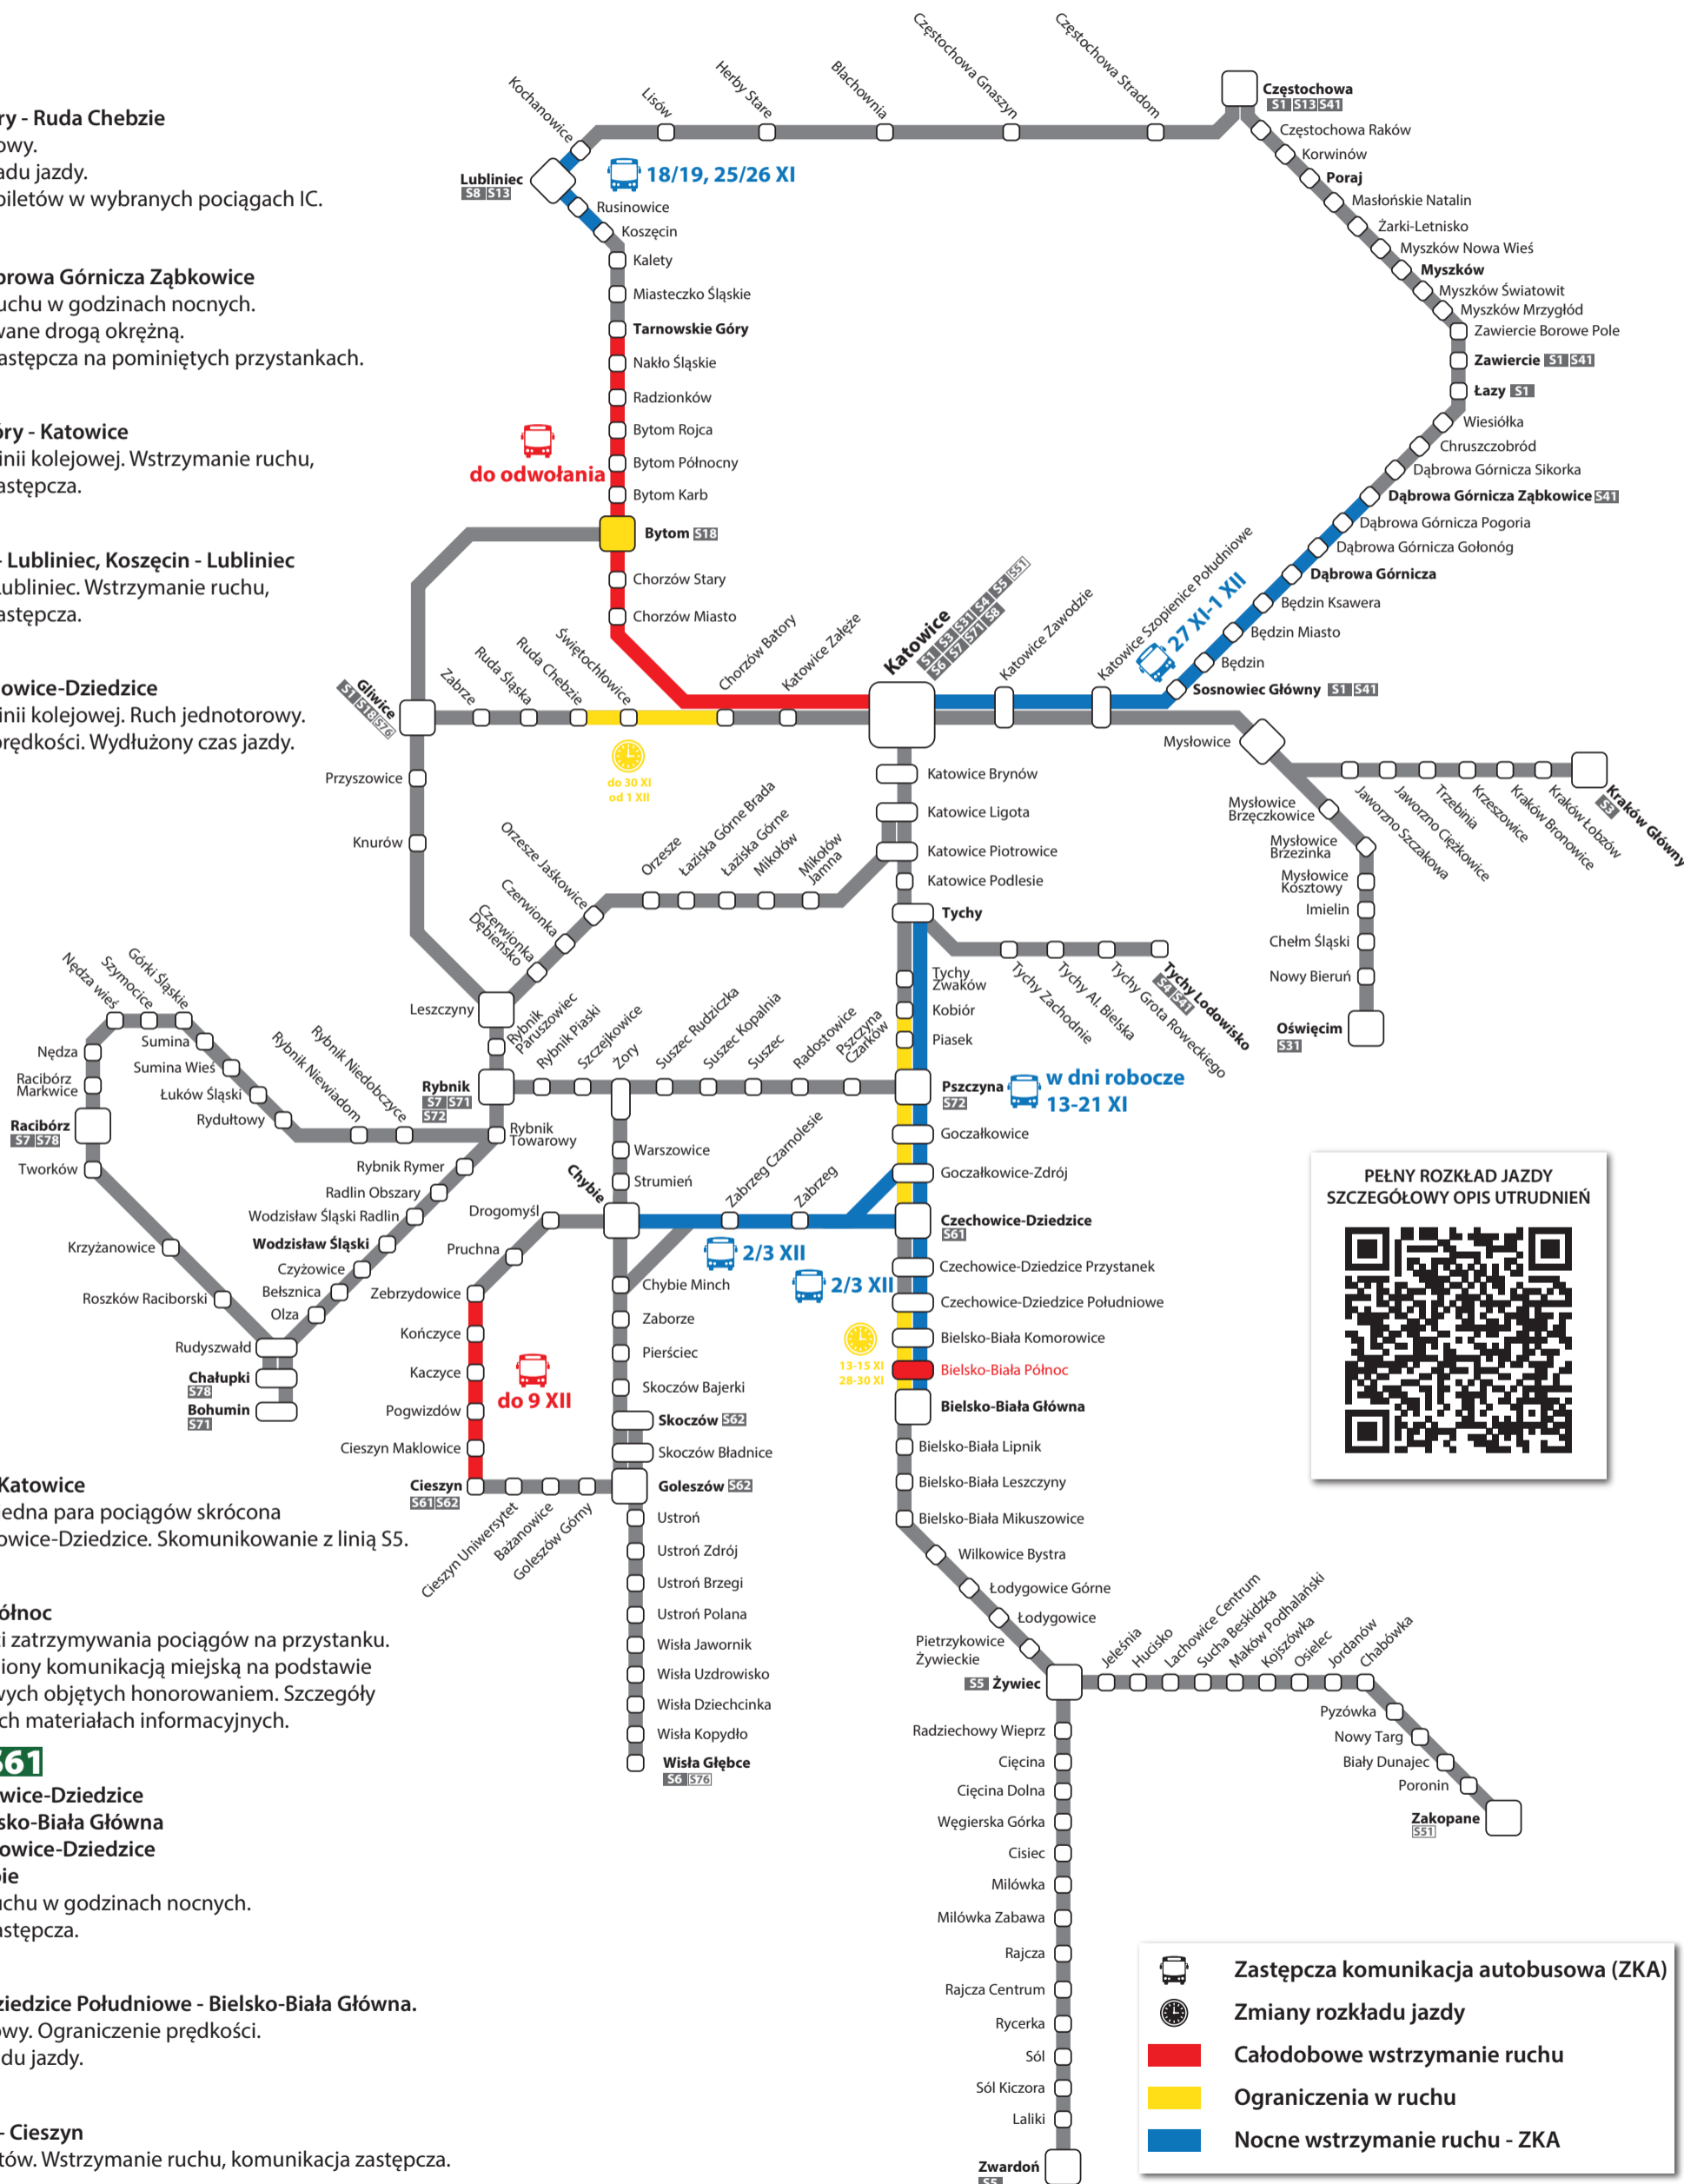 ry - Ruda Chebzie
owy.
adu jazdy.
biletów w wybranych pociągach IC.
browa Górnicza Ząbkowice
uchu w godzinach nocnych.
wane drogą okrężną.
astępcza na pominiętych przystankach.
óry - Katowice
inii kolejowej. Wstrzymanie ruchu,
astępcza.
- Lubliniec, Koszęcin - Lubliniec
Lubliniec. Wstrzymanie ruchu,
astępcza.
owice-Dziedzice
inii kolejowej. Ruch jednotorowy.
prędkości. Wydłużony czas jazdy.
Katowice
jedna para pociągów skrócona
owice-Dziedzice. Skomunikowanie z linią S5.
ółnoc
i zatrzymywania pociągów na przystanku.
iony komunikacją miejską na podstawie
wych objętych honorowaniem. Szczegóły
ch materiałach informacyjnych.
S61
wice-Dziedzice
sko-Biała Główna
owice-Dziedzice
bie
uchu w godzinach nocnych.
astępcza.
ziedzice Południowe - Bielsko-Biała Główna.
owy. Ograniczenie prędkości.
du jazdy.
- Cieszyn
tów. Wstrzymanie ruchu, komunikacja zastępcza.
Kochanowice
Lisów
Herby Stare
Blachownia
Częstochowa Gnaszyn
Częstochowa Stradom
Częstochowa
S1 S13 S41
Częstochowa Raków
Korwinów
Poraj
Masłońskie Natalin
Żarki-Letnisko
Myszków Nowa Wieś
Myszków
Myszków Światowit
Myszków Mrzygłód
Zawiercie Borowe Pole
Zawiercie S1 S41
Łazy S1
Wiesiółka
Chruszczobród
Dąbrowa Górnicza Sikorka
Dąbrowa Górnicza Ząbkowice S41
Dąbrowa Górnicza Pogoria
Dąbrowa Górnicza Gołonóg
Dąbrowa Górnicza
Będzin Ksawera
Będzin Miasto
Będzin
Sosnowiec Główny S1 S41
27 XI-1 XII
Lubliniec
S8 S13
18/19, 25/26 XI
Rusinowice
Koszęcin
Kalety
Miasteczko Śląskie
Tarnowskie Góry
Nakło Śląskie
Radzionków
Bytom Rojca
Bytom Północny
Bytom Karb
do odwołania
Bytom S18
Chorzów Stary
Chorzów Miasto
Gliwice
S1 S18 S76
Zabrze
Ruda Śląska
Ruda Chebzie
Świętochłowice
Chorzów Batory
Katowice Załęże
Katowice
S1 S3 S31 S4 S5 S51
S6 S7 S71 S8
Katowice Zawodzie
Katowice Szopienice Południowe
do 30 XI
od 1 XII
Mysłowice
Jaworzno Szczakowa
Jaworzno Ciężkowice
Trzebinia
Krzeszowice
Kraków Bronowice
Kraków Łobzów
Kraków Główny
S3
Mysłowice
Brzęczkowice
Mysłowice
Brzezinka
Mysłowice
Kosztowy
Imielin
Chełm Śląski
Nowy Bieruń
Oświęcim
S31
Przyszowice
Knurów
Katowice Brynów
Katowice Ligota
Katowice Piotrowice
Katowice Podlesie
Tychy
Orzesze Jaśkowice
Orzesze
Łaziska Górne Brada
Łaziska Górne
Mikołów
Mikołów
Jamna
Czerwionka
Czerwionka
Dębieńsko
Leszczyny
Tychy Zachodnie
Tychy Al. Bielska
Tychy Grota Roweckiego
Tychy Lodowisko
S4 S41
Tychy
Żwaków
Kobiór
Piasek
Nędza wieś
Szymocice
Górki Śląskie
Nędza
Racibórz
Markwice
Racibórz
S7 S78
Tworków
Sumina
Sumina Wieś
Łuków Śląski
Rydułtowy
Rybnik Niewiadom
Rybnik Niedobczyce
Rybnik
Paruszowiec
Rybnik
S7 S71
S72
Rybnik Piaski
Szczejkowice
Żory
Suszec Rudziczka
Suszec Kopalnia
Suszec
Radostowice
Pszczyna
Czarków
Pszczyna
S72
w dni robocze
13-21 XI
Rybnik
Towarowy
Rybnik Rymer
Radlin Obszary
Wodzisław Śląski Radlin
Wodzisław Śląski
Czyżowice
Bełsznica
Olza
Krzyżanowice
Roszków Raciborski
Rudyszwałd
Chałupki
S78
Bohumin
S71
Warszowice
Strumień
Chybie
Drogomyśl
Pruchna
Zebrzydowice
Kończyce
Kaczyce
Pogwizdów
Cieszyn Maklowice
Cieszyn
S61 S62
do 9 XII
Zabrzeg Czarnolesie
Zabrzeg
2/3 XII
2/3 XII
Goczałkowice
Goczałkowice-Zdrój
Czechowice-Dziedzice
S61
Czechowice-Dziedzice Przystanek
Czechowice-Dziedzice Południowe
Bielsko-Biała Komorowice
13-15 XI
28-30 XI
Bielsko-Biała Północ
Bielsko-Biała Główna
Bielsko-Biała Lipnik
Bielsko-Biała Leszczyny
Bielsko-Biała Mikuszowice
Wilkowice Bystra
Łodygowice Górne
Łodygowice
Pietrzykowice
Żywieckie
S5 Żywiec
Chybie Mnich
Zaborze
Pierściec
Skoczów Bajerki
Skoczów S62
Skoczów Bładnice
Goleszów S62
Cieszyn Uniwersytet
Bażanowice
Goleszów Górny
Ustroń
Ustroń Zdrój
Ustroń Brzegi
Ustroń Polana
Wisła Jawornik
Wisła Uzdrowisko
Wisła Dziechcinka
Wisła Kopydło
Wisła Głębce
S6 S76
Jeleśnia
Hucisko
Lachowice Centrum
Sucha Beskidzka
Maków Podhalański
Kojszówka
Osielec
Jordanów
Chabówka
Pyzówka
Nowy Targ
Biały Dunajec
Poronin
Zakopane
S51
Radziechowy Wieprz
Cięcina
Cięcina Dolna
Węgierska Górka
Cisiec
Milówka
Milówka Zabawa
Rajcza
Rajcza Centrum
Rycerka
Sól
Sól Kiczora
Laliki
Zwardoń
S5
PEŁNY ROZKŁAD JAZDY
SZCZEGÓŁOWY OPIS UTRUDNIEŃ
Zastępcza komunikacja autobusowa (ZKA)
Zmiany rozkładu jazdy
Całodobowe wstrzymanie ruchu
Ograniczenia w ruchu
Nocne wstrzymanie ruchu - ZKA